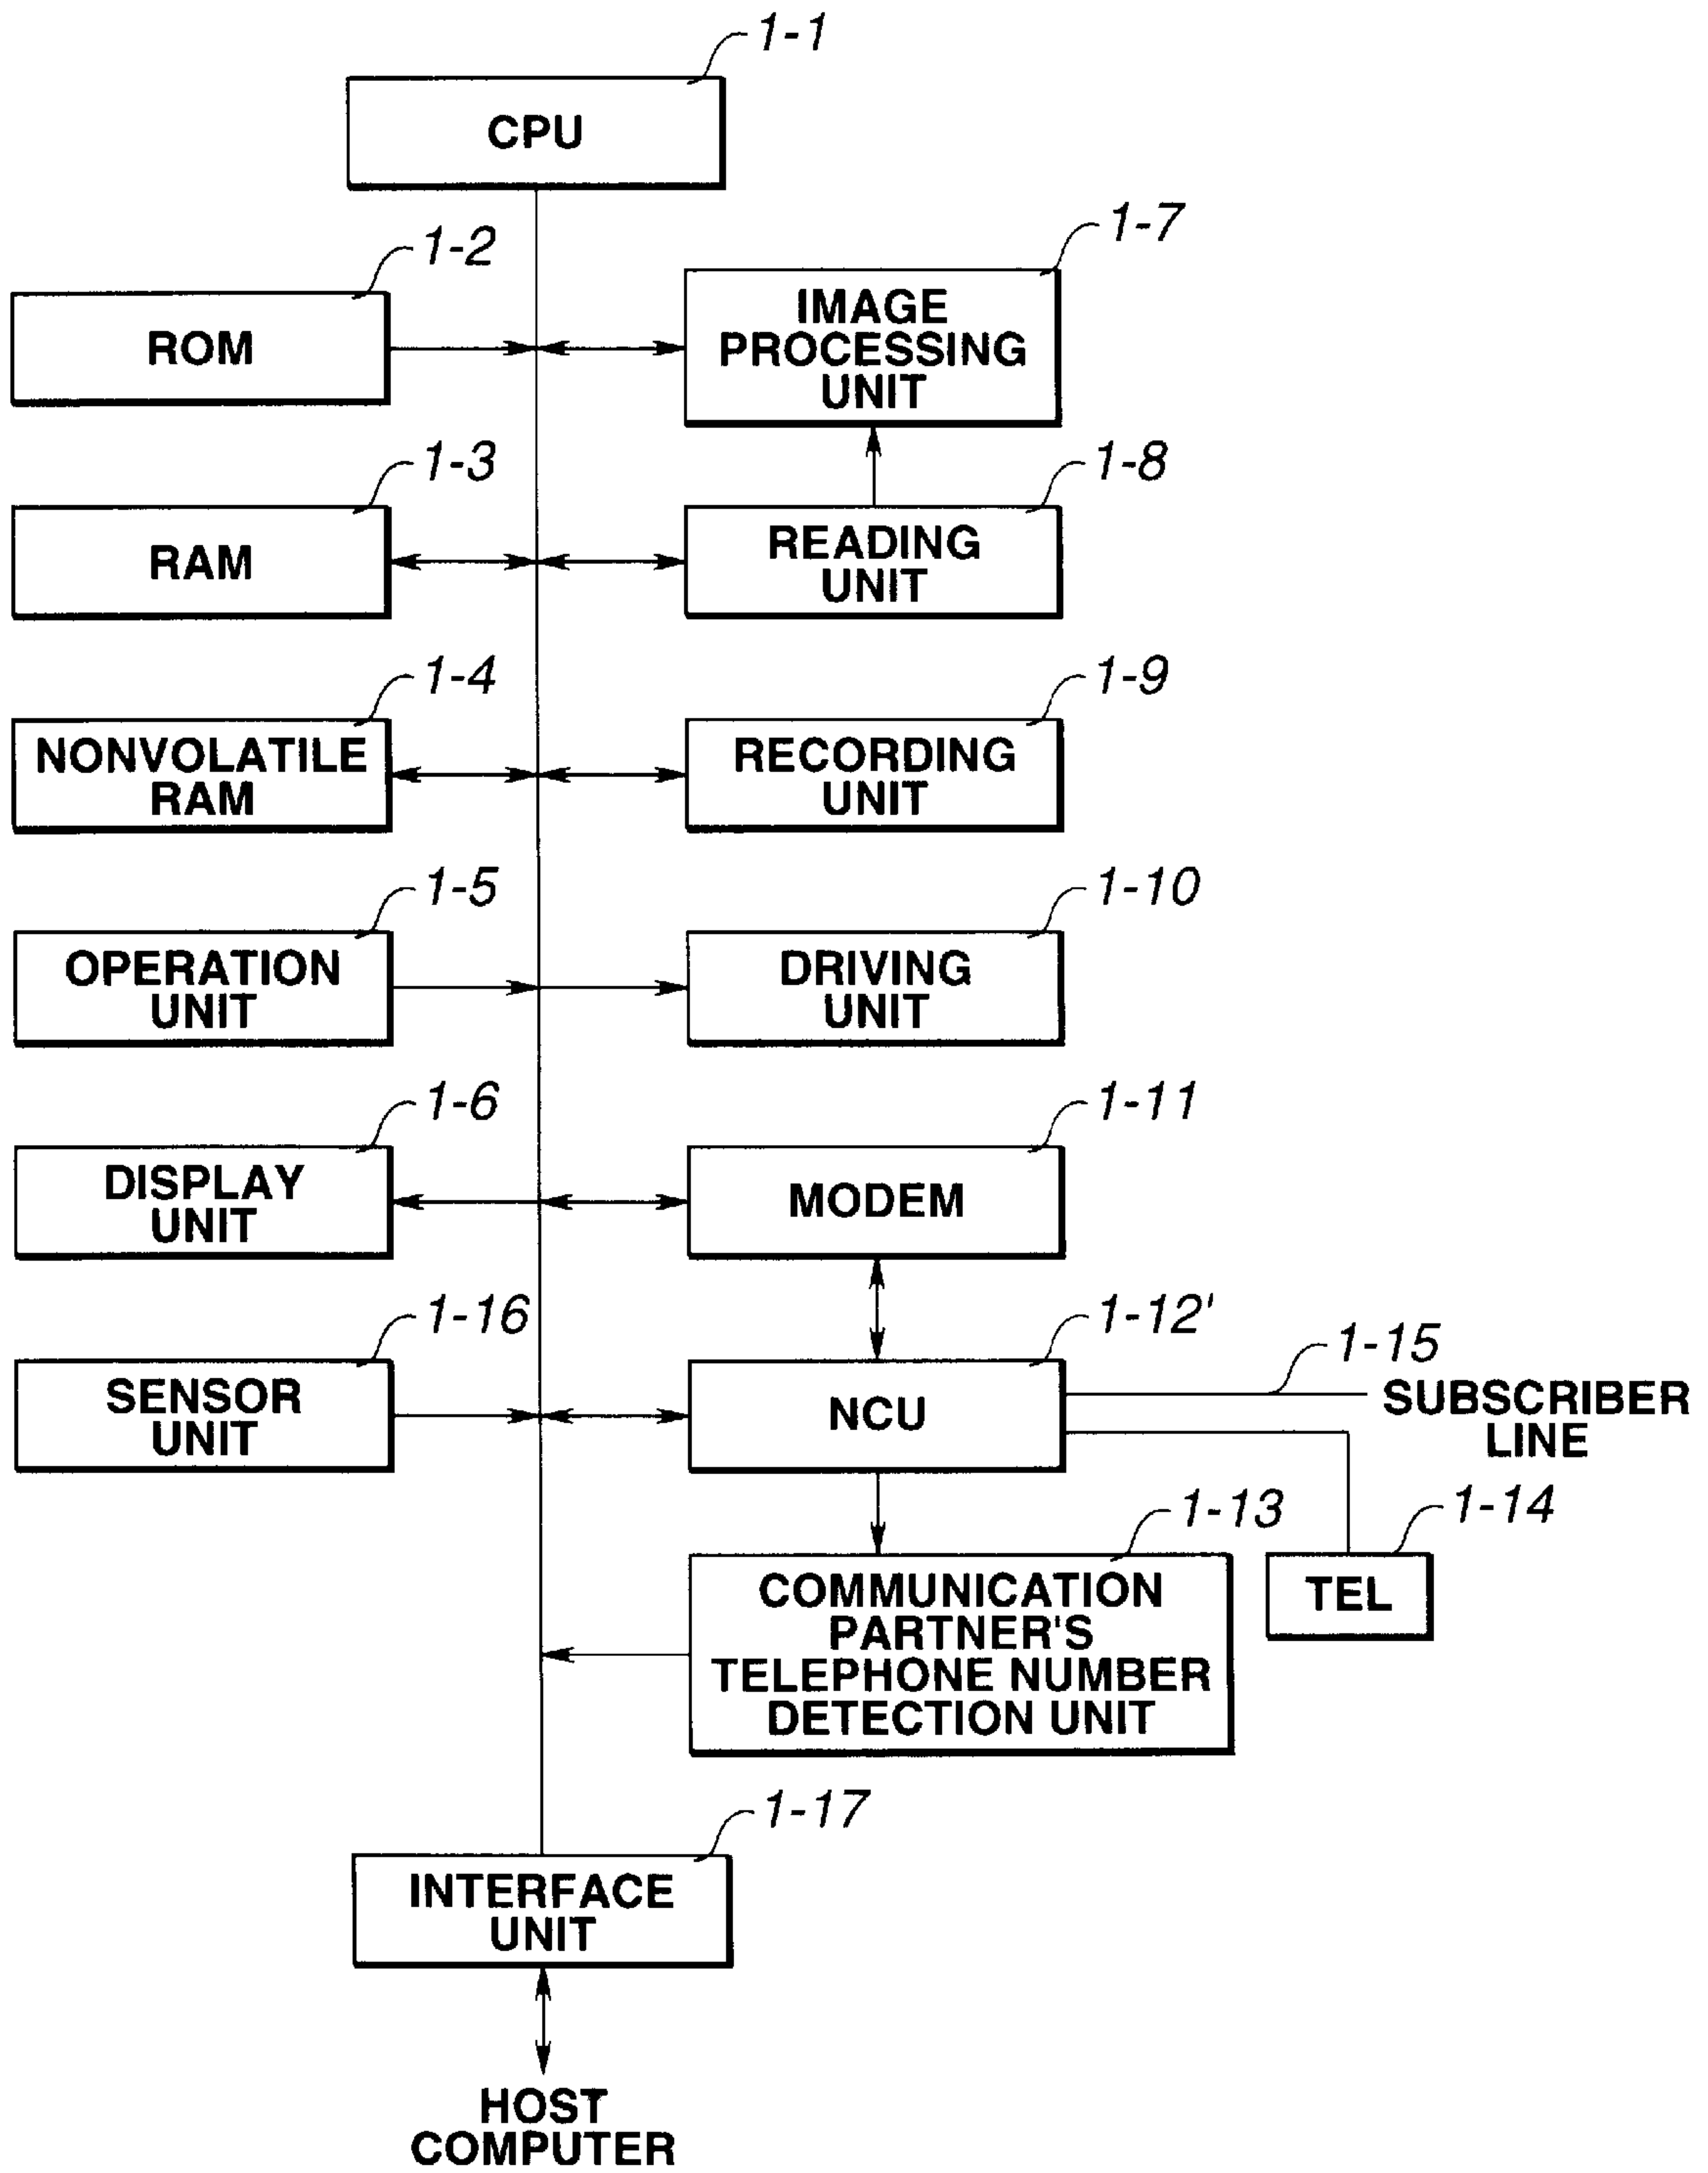 1-1
CPU
1-2
ROM
1-7
IMAGE
PROCESSING
UNIT
1-3
RAM
1-8
READING
UNIT
1-4
NONVOLATILE
RAM
1-9
RECORDING
UNIT
1-5
OPERATION
UNIT
1-10
DRIVING
UNIT
1-6
DISPLAY
UNIT
1-11
MODEM
1-16
SENSOR
UNIT
1-12'
NCU
1-15
SUBSCRIBER
LINE
1-13
COMMUNICATION
PARTNER'S
TELEPHONE NUMBER
DETECTION UNIT
1-14
TEL
1-17
INTERFACE
UNIT
HOST
COMPUTER